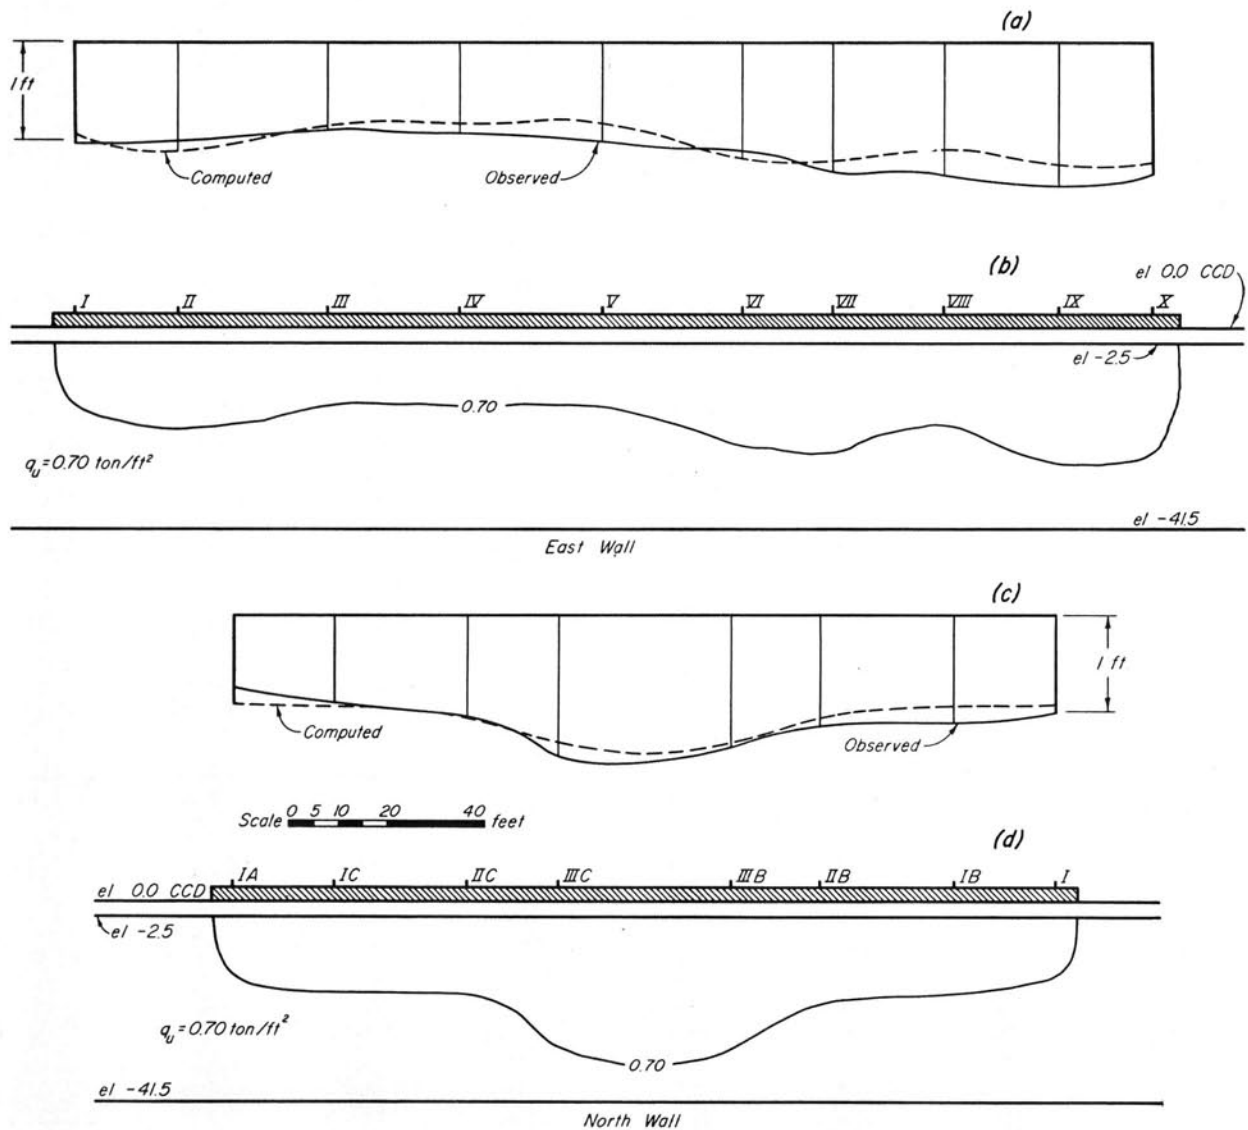 (a)
1 ft
Computed
Observed
(b)
el 0.0 CCD
I II III IV V VI VII VIII IX X
el -2.5
0.70
qu = 0.70 ton/ft²
el -41.5
East Wall
(c)
1 ft
Computed
Observed
Scale 0 5 10 20 40 feet
(d)
IA IC IIC IIIC IIIB IIB IB I
el 0.0 CCD
el -2.5
qu = 0.70 ton/ft²
0.70
el -41.5
North Wall